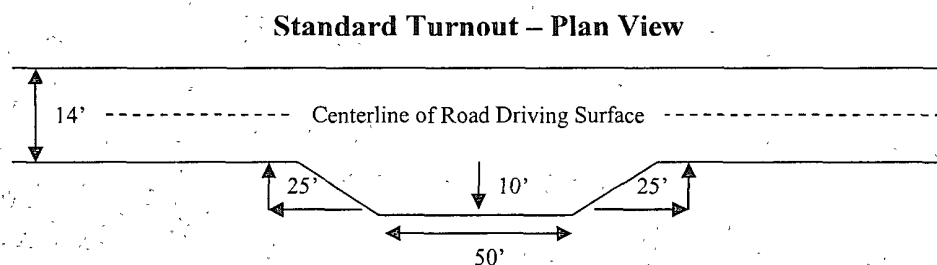 Standard Turnout – Plan View
14’
Centerline of Road Driving Surface
25’
10’
25’
50’